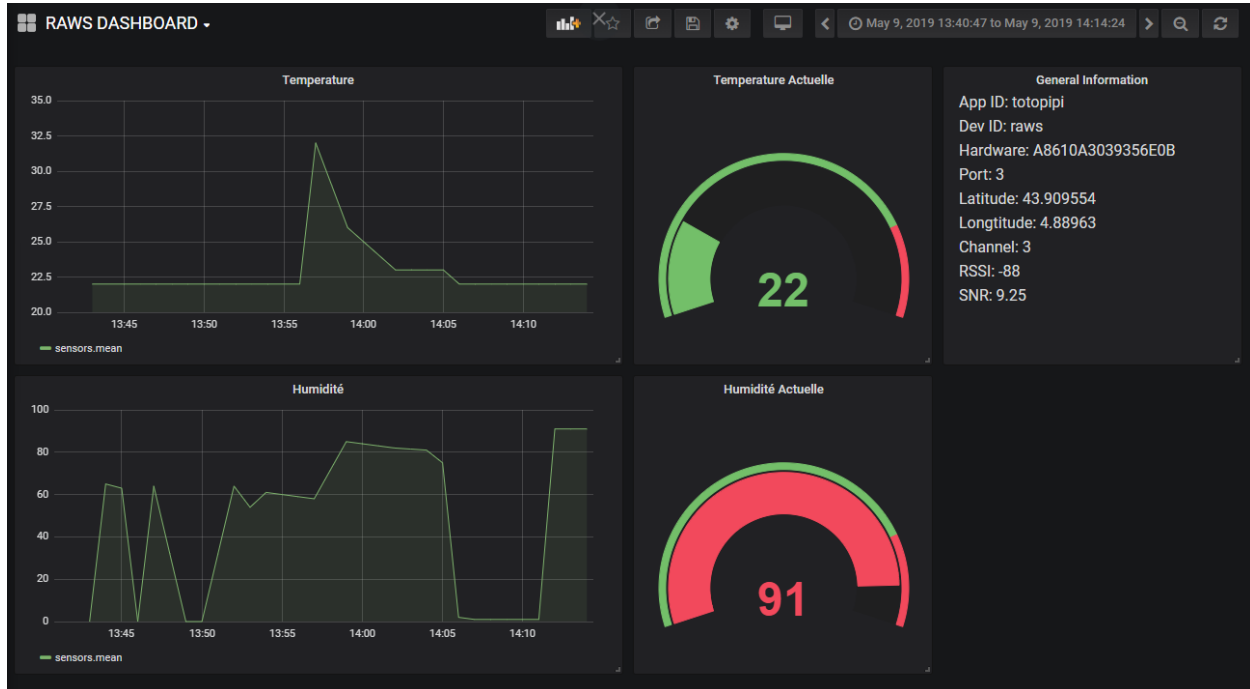 RAWS DASHBOARD
May 9, 2019 13:40:47 to May 9, 2019 14:14:24
Temperature
35.0
32.5
30.0
27.5
25.0
22.5
20.0
13:45 13:50 13:55 14:00 14:05 14:10
sensors.mean
Temperature Actuelle
22
General Information
App ID: totopipi
Dev ID: raws
Hardware: A8610A3039356E0B
Port: 3
Latitude: 43.909554
Longtitude: 4.88963
Channel: 3
RSSI: -88
SNR: 9.25
Humidité
100
80
60
40
20
0
13:45 13:50 13:55 14:00 14:05 14:10
sensors.mean
Humidité Actuelle
91